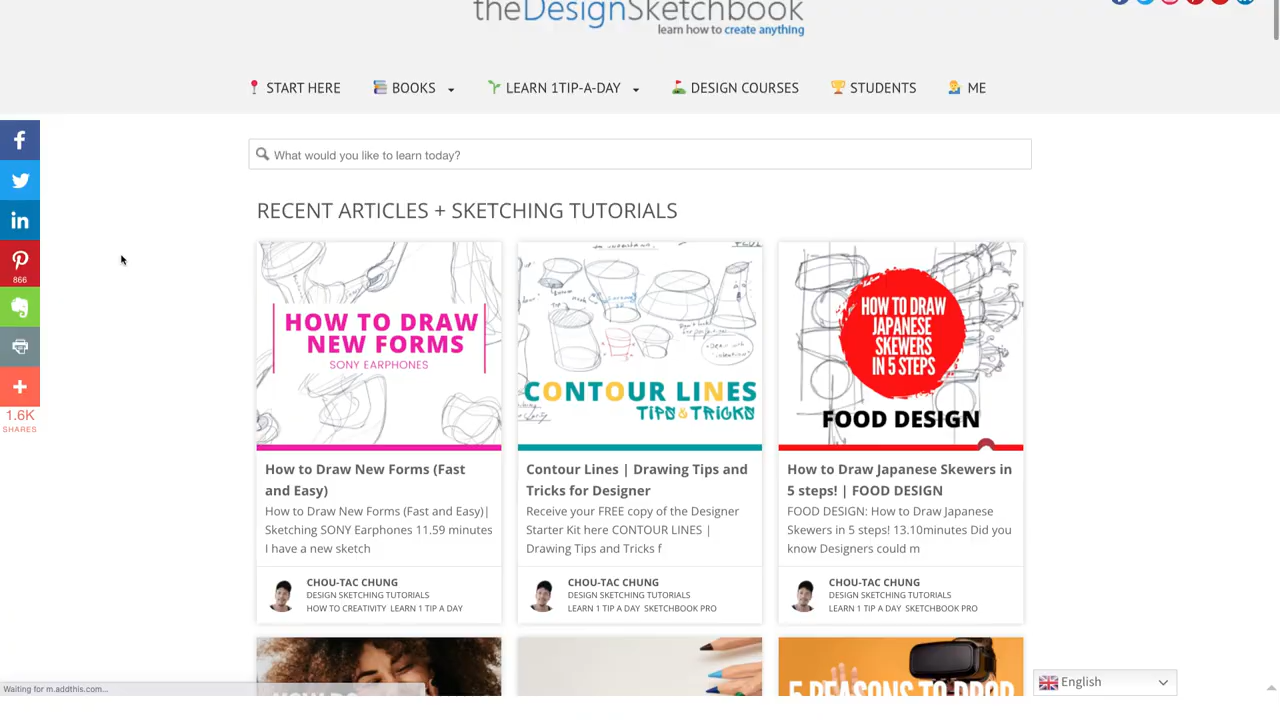 theDesignSketchbook
learn how to create anything
START HERE
BOOKS
LEARN 1TIP-A-DAY
DESIGN COURSES
STUDENTS
ME
What would you like to learn today?
RECENT ARTICLES + SKETCHING TUTORIALS
HOW TO DRAW
NEW FORMS
SONY EARPHONES
How to Draw New Forms (Fast
and Easy)
How to Draw New Forms (Fast and Easy)|
Sketching SONY Earphones 11.59 minutes
I have a new sketch
CHOU-TAC CHUNG
DESIGN SKETCHING TUTORIALS
HOW TO CREATIVITY LEARN 1 TIP A DAY
CONTOUR LINES
TIPS & TRICKS
Contour Lines | Drawing Tips and
Tricks for Designer
Receive your FREE copy of the Designer
Starter Kit here CONTOUR LINES |
Drawing Tips and Tricks f
CHOU-TAC CHUNG
DESIGN SKETCHING TUTORIALS
LEARN 1 TIP A DAY SKETCHBOOK PRO
HOW TO DRAW
JAPANESE
SKEWERS
IN 5 STEPS
FOOD DESIGN
How to Draw Japanese Skewers in
5 steps! | FOOD DESIGN
FOOD DESIGN: How to Draw Japanese
Skewers in 5 steps! 13.10minutes Did you
know Designers could m
CHOU-TAC CHUNG
DESIGN SKETCHING TUTORIALS
LEARN 1 TIP A DAY SKETCHBOOK PRO
866
1.6K
SHARES
HOW DO
5 REASONS TO DROP
Waiting for m.addthis.com...
English